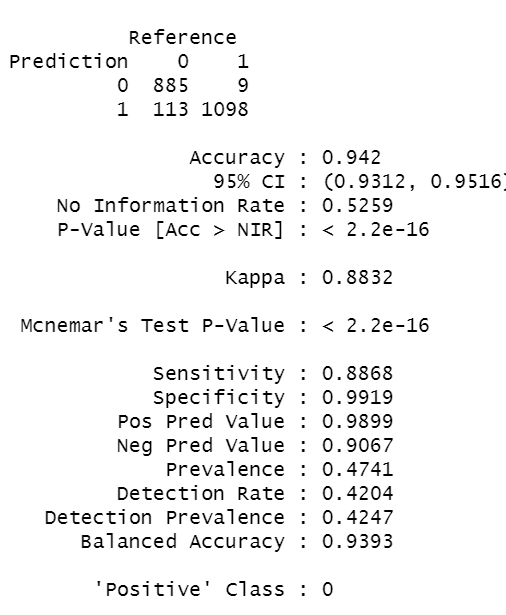 Reference
Prediction 0 1
0 885 9
1 113 1098
Accuracy : 0.942
95% CI : (0.9312, 0.9516)
No Information Rate : 0.5259
P-Value [Acc > NIR] : < 2.2e-16
Kappa : 0.8832
Mcnemar's Test P-Value : < 2.2e-16
Sensitivity : 0.8868
Specificity : 0.9919
Pos Pred Value : 0.9899
Neg Pred Value : 0.9067
Prevalence : 0.4741
Detection Rate : 0.4204
Detection Prevalence : 0.4247
Balanced Accuracy : 0.9393
'Positive' Class : 0